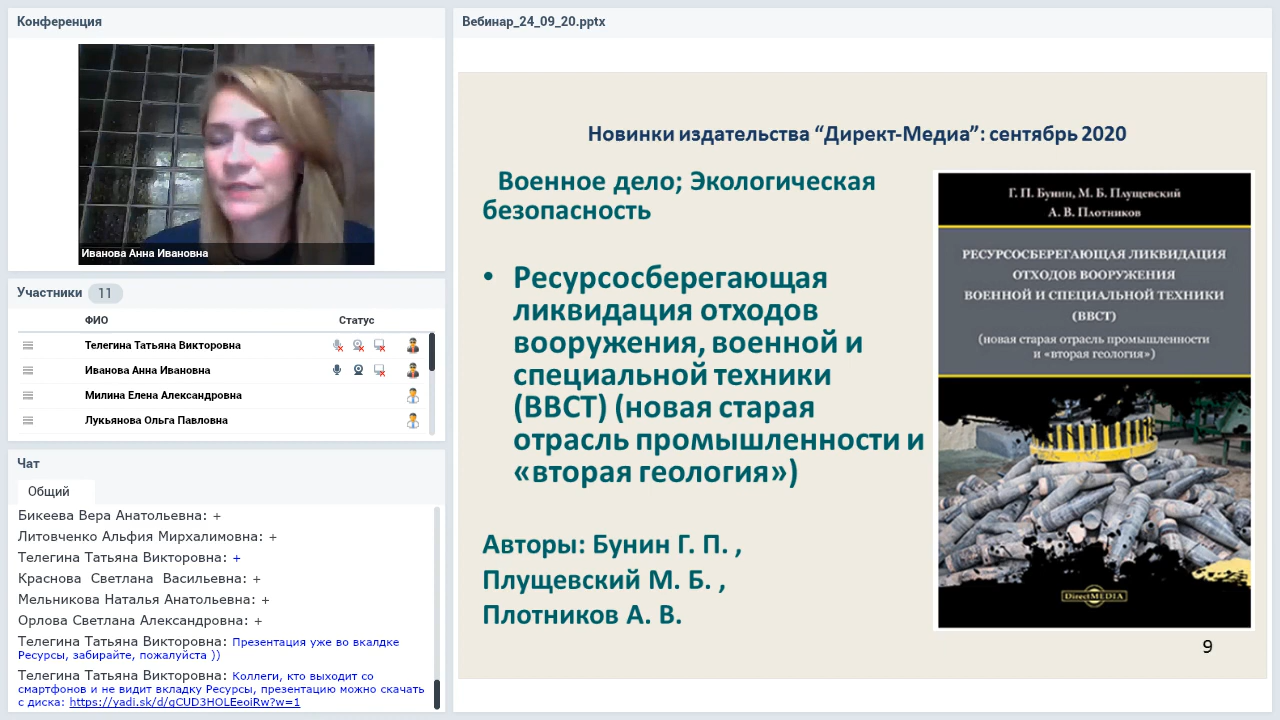 Конференция
Иванова Анна Ивановна
Участники 11
ФИО Статус
Телегина Татьяна Викторовна
Иванова Анна Ивановна
Милина Елена Александровна
Лукьянова Ольга Павловна
Чат
Общий
Бикеева Вера Анатольевна: +
Литовченко Альфия Мирхалимовна: +
Телегина Татьяна Викторовна: +
Краснова Светлана Васильевна: +
Мельникова Наталья Анатольевна: +
Орлова Светлана Александровна: +
Телегина Татьяна Викторовна: Презентация уже во вкалдке
Ресурсы, забирайте, пожалуйста ))
Телегина Татьяна Викторовна: Коллеги, кто выходит со
смартфонов и не видит вкладку Ресурсы, презентацию можно скачать
с диска: https://yadi.sk/d/gCUD3HOLEeoiRw?w=1
Вебинар_24_09_20.pptx
Новинки издательства “Директ-Медиа”: сентябрь 2020
Военное дело; Экологическая
безопасность
• Ресурсосберегающая
ликвидация отходов
вооружения, военной и
специальной техники
(ВВСТ) (новая старая
отрасль промышленности и
«вторая геология»)
Авторы: Бунин Г. П. ,
Плущевский М. Б. ,
Плотников А. В.
Г. П. Бунин, М. Б. Плущевский
А. В. Плотников
РЕСУРСОСБЕРЕГАЮЩАЯ ЛИКВИДАЦИЯ
ОТХОДОВ ВООРУЖЕНИЯ
ВОЕННОЙ И СПЕЦИАЛЬНОЙ ТЕХНИКИ
(ВВСТ)
(новая старая отрасль промышленности
и «вторая геология»)
DirectMEDIA
9